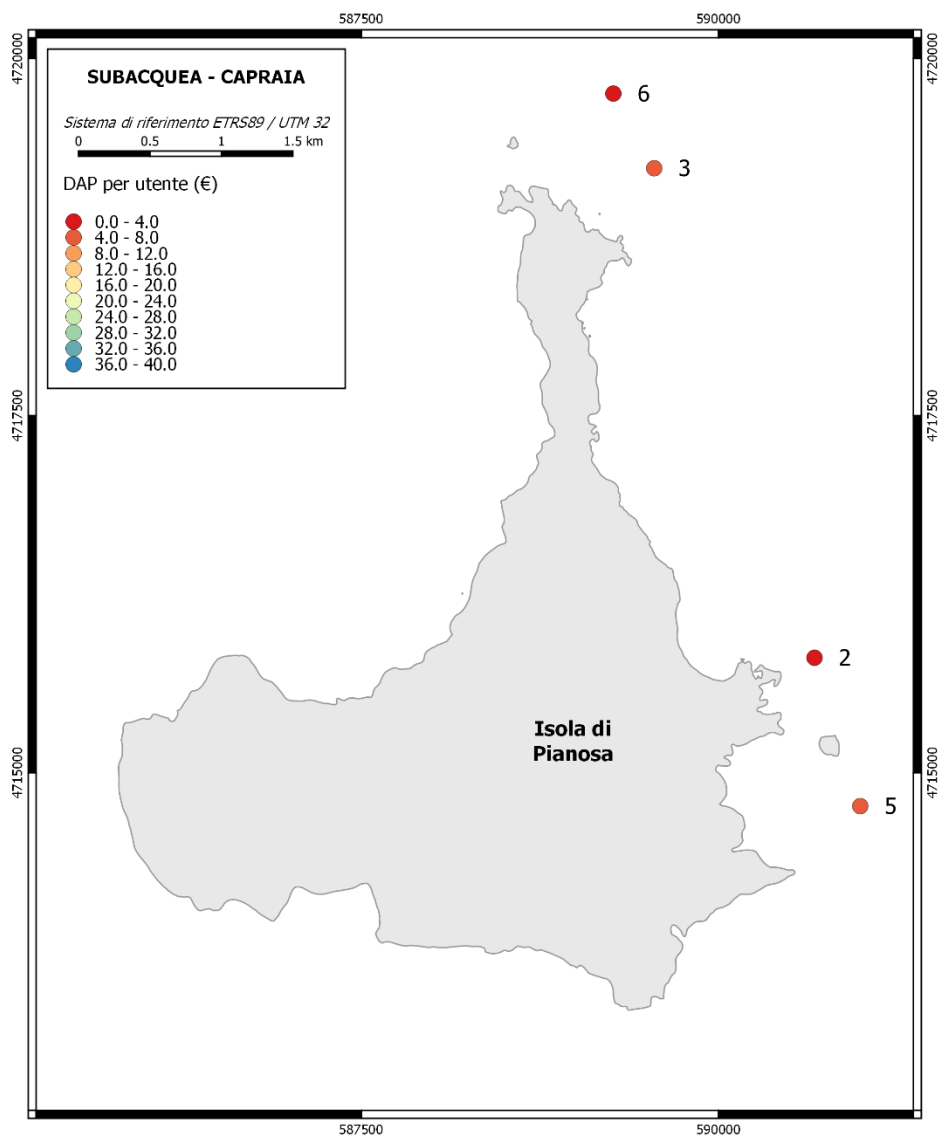 587500
590000
4720000
4720000
SUBACQUEA - CAPRAIA
Sistema di riferimento ETRS89 / UTM 32
0 0.5 1 1.5 km
DAP per utente (€)
0.0 - 4.0
4.0 - 8.0
8.0 - 12.0
12.0 - 16.0
16.0 - 20.0
20.0 - 24.0
24.0 - 28.0
28.0 - 32.0
32.0 - 36.0
36.0 - 40.0
6
3
4717500
4717500
2
Isola di
Pianosa
4715000
4715000
5
587500
590000